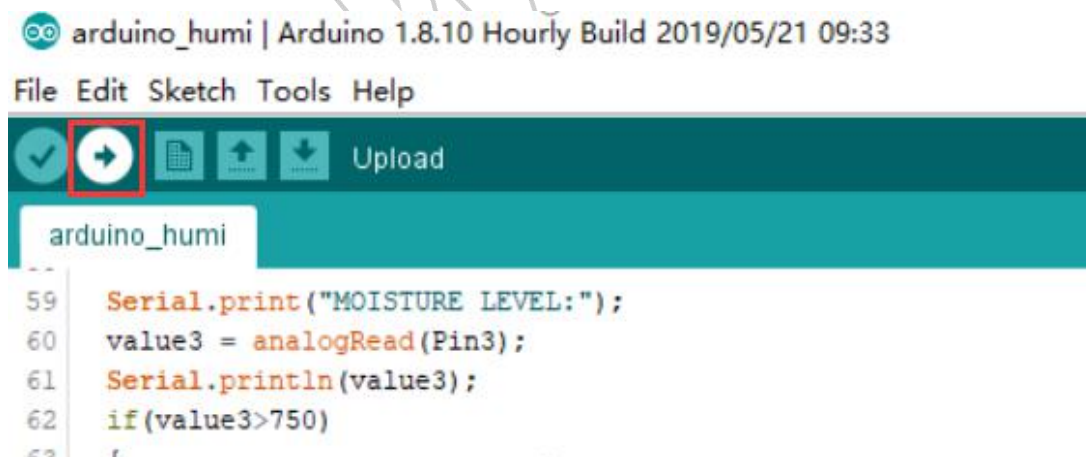 arduino_humi | Arduino 1.8.10 Hourly Build 2019/05/21 09:33
File Edit Sketch Tools Help
Upload
arduino_humi
59 Serial.print("MOISTURE LEVEL:");
60 value3 = analogRead(Pin3);
61 Serial.println(value3);
62 if(value3>750)